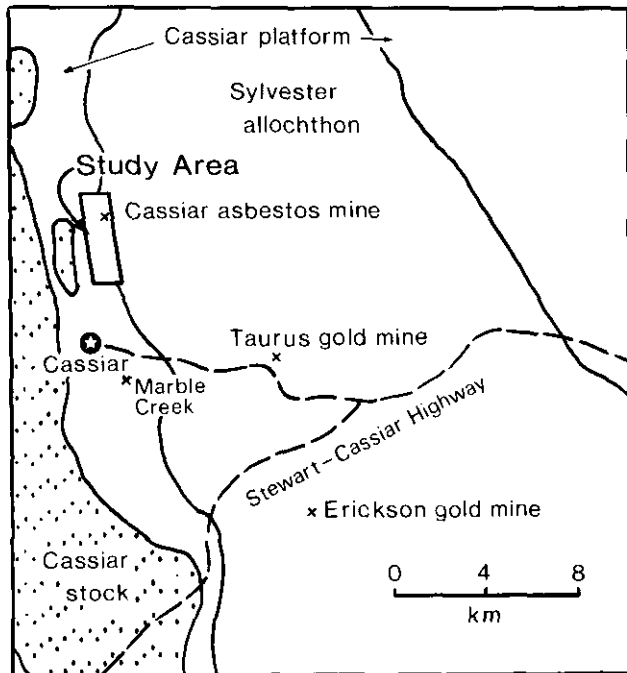 Cassiar platform
Sylvester
allochthon
Study Area
Cassiar asbestos mine
Taurus gold mine
Cassiar
Marble
Creek
Stewart-Cassiar Highway
Erickson gold mine
Cassiar
stock
0 4 8
km